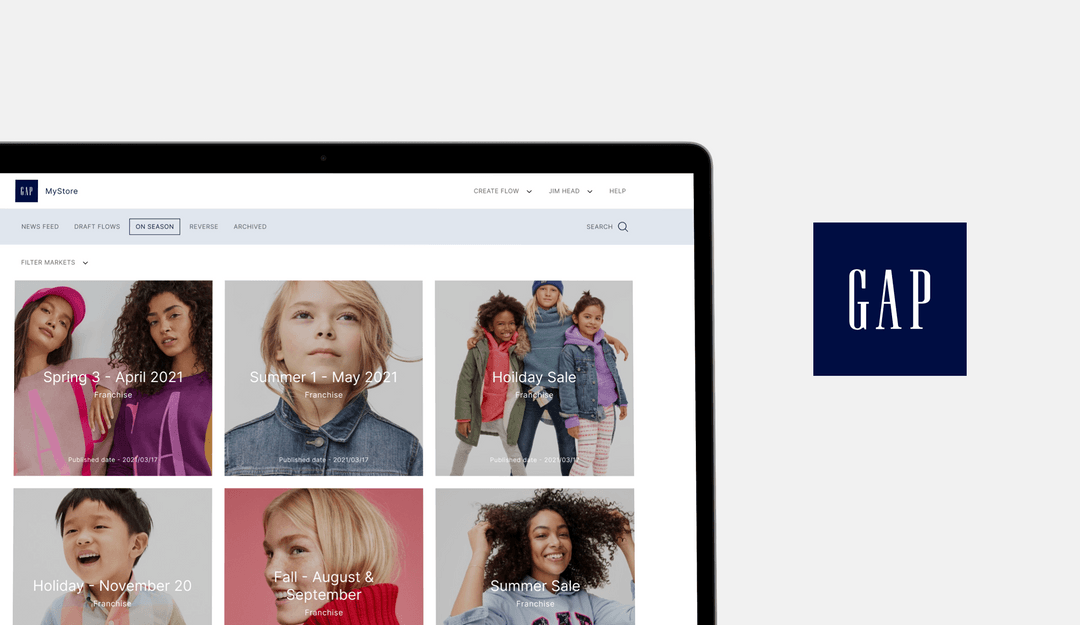 GAP
MyStore
CREATE FLOW
JIM HEAD
HELP
NEWS FEED
DRAFT FLOWS
ON SEASON
REVERSE
ARCHIVED
SEARCH
FILTER MARKETS
Spring 3 - April 2021
Franchise
Published date - 2021/03/17
Summer 1 - May 2021
Franchise
Published date - 2021/03/17
Hoilday Sale
Franchise
Published date - 2021/03/17
Holiday - November 20
Franchise
Fall - August &
September
Franchise
Summer Sale
Franchise
GAP
GAP